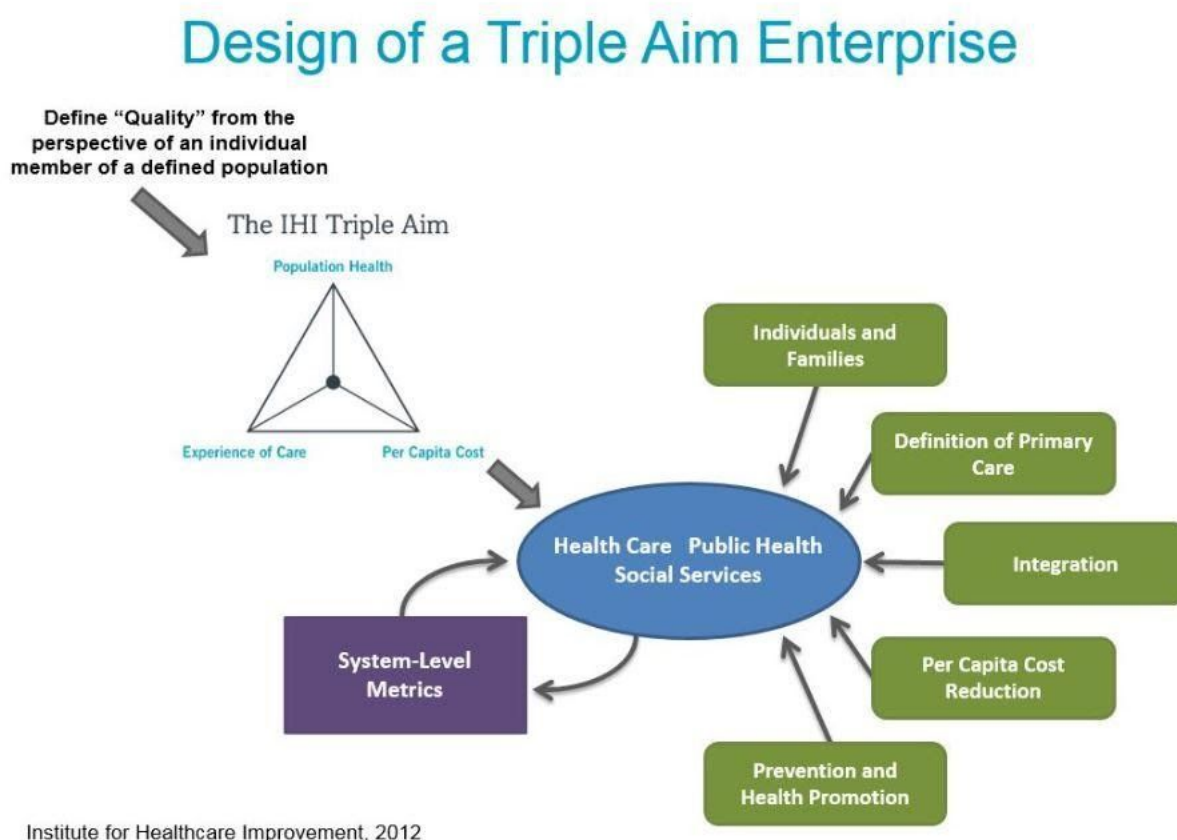 Design of a Triple Aim Enterprise
Define “Quality” from the
perspective of an individual
member of a defined population
The IHI Triple Aim
Population Health
Experience of Care
Per Capita Cost
Individuals and
Families
Definition of Primary
Care
Health Care   Public Health
Social Services
Integration
System-Level
Metrics
Per Capita Cost
Reduction
Prevention and
Health Promotion
Institute for Healthcare Improvement, 2012